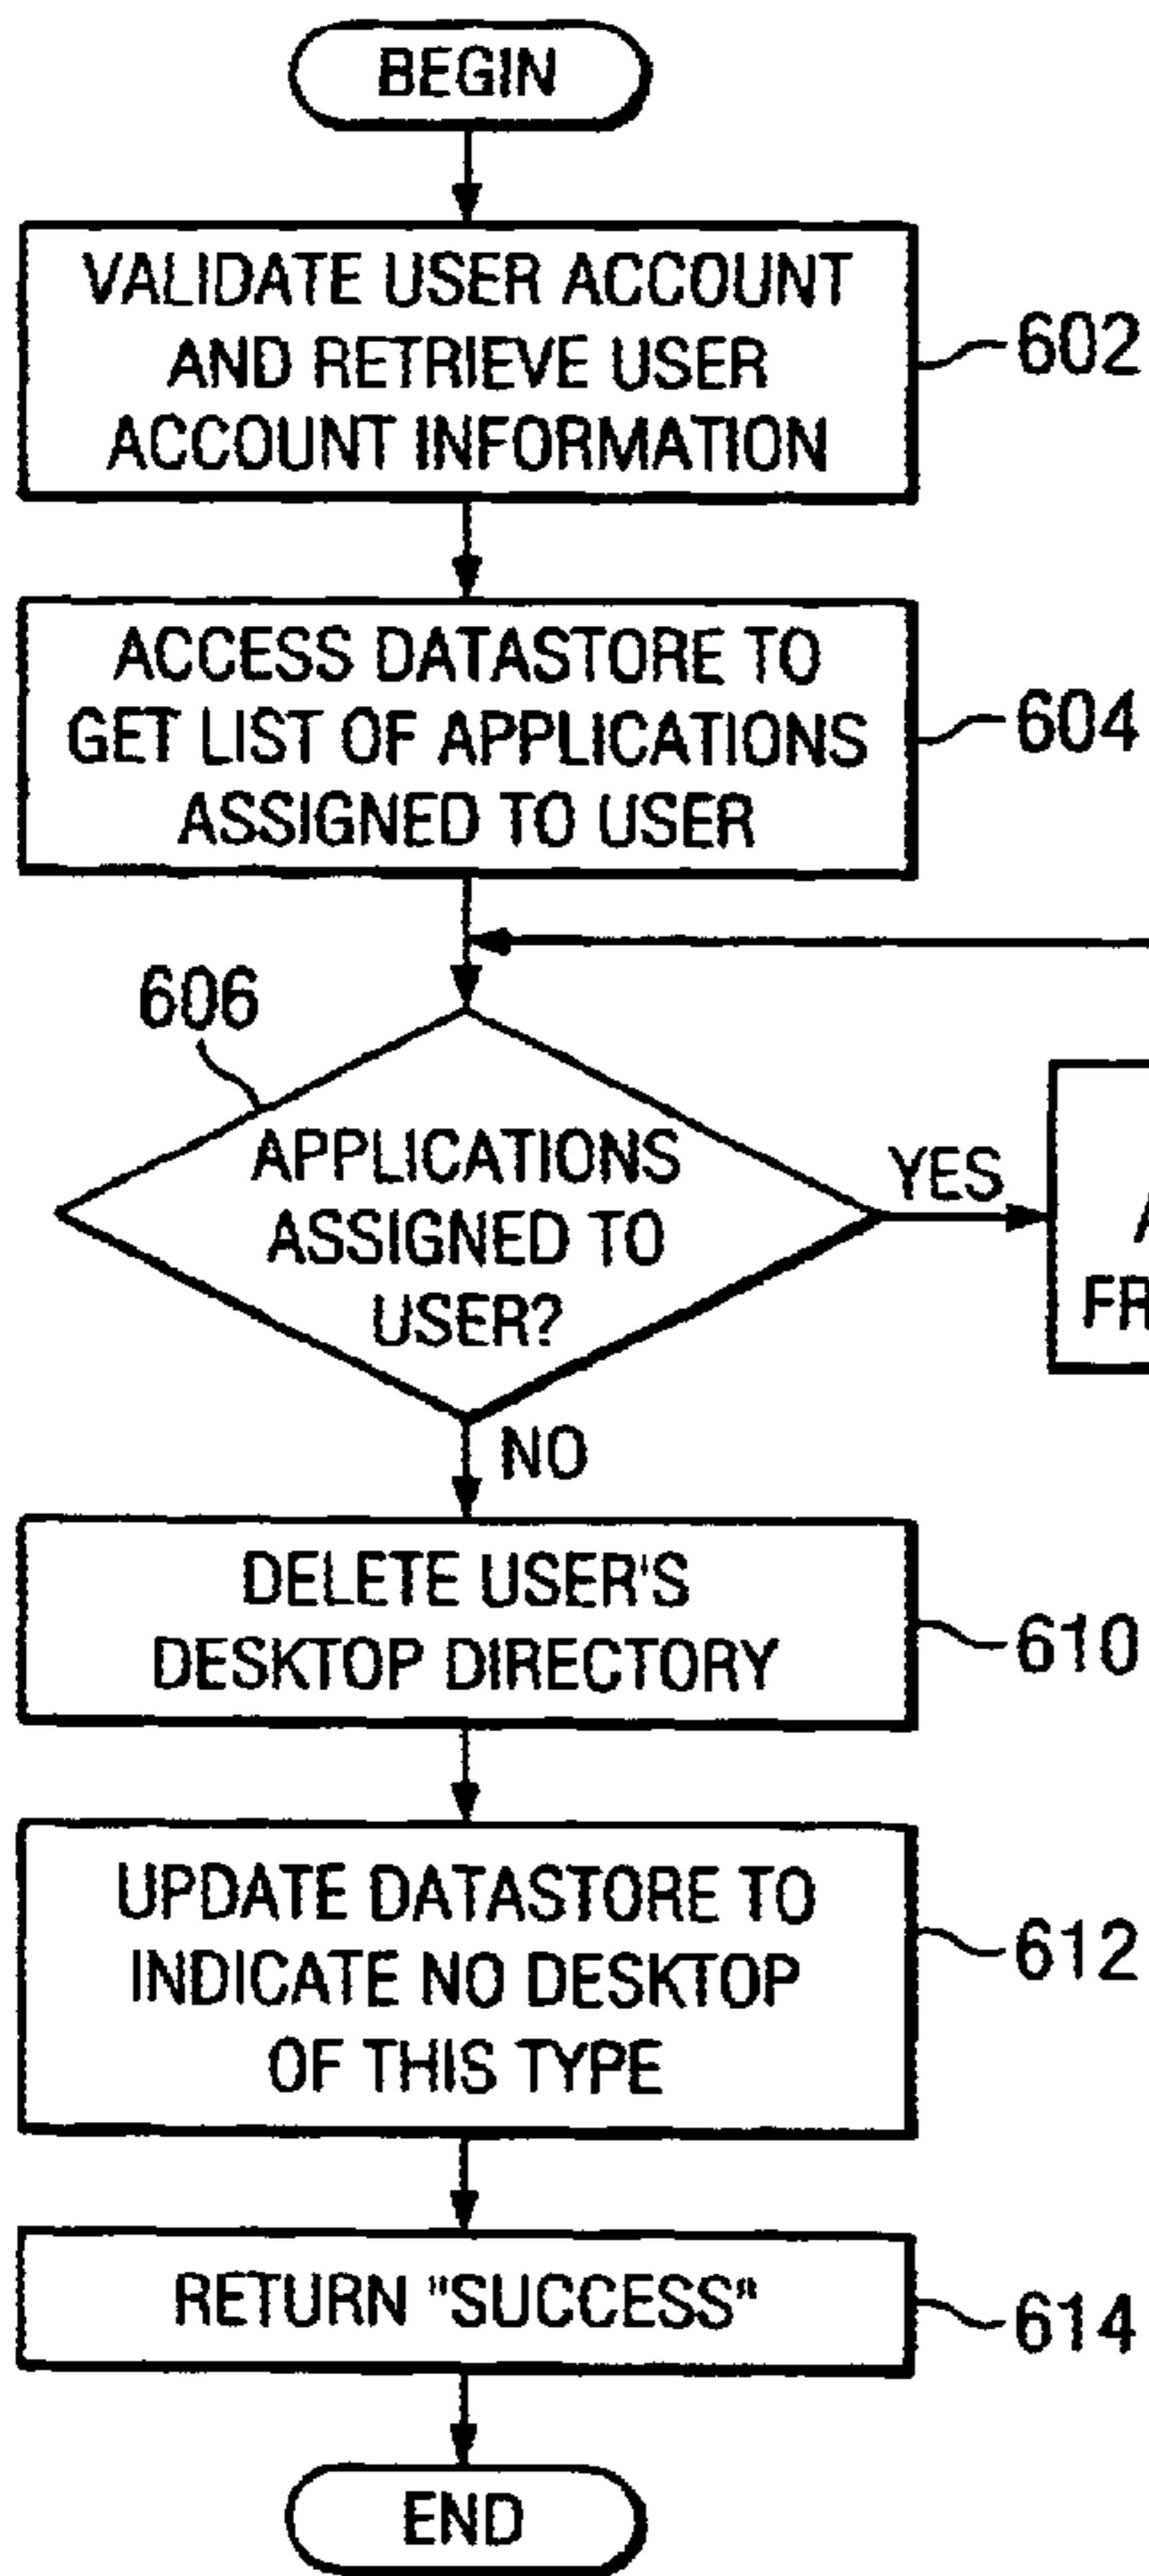 BEGIN
VALIDATE USER ACCOUNT
AND RETRIEVE USER
ACCOUNT INFORMATION
602
ACCESS DATASTORE TO
GET LIST OF APPLICATIONS
ASSIGNED TO USER
604
606
APPLICATIONS
ASSIGNED TO
USER?
YES
NO
DELETE USER'S
DESKTOP DIRECTORY
610
UPDATE DATASTORE TO
INDICATE NO DESKTOP
OF THIS TYPE
612
RETURN "SUCCESS"
614
END